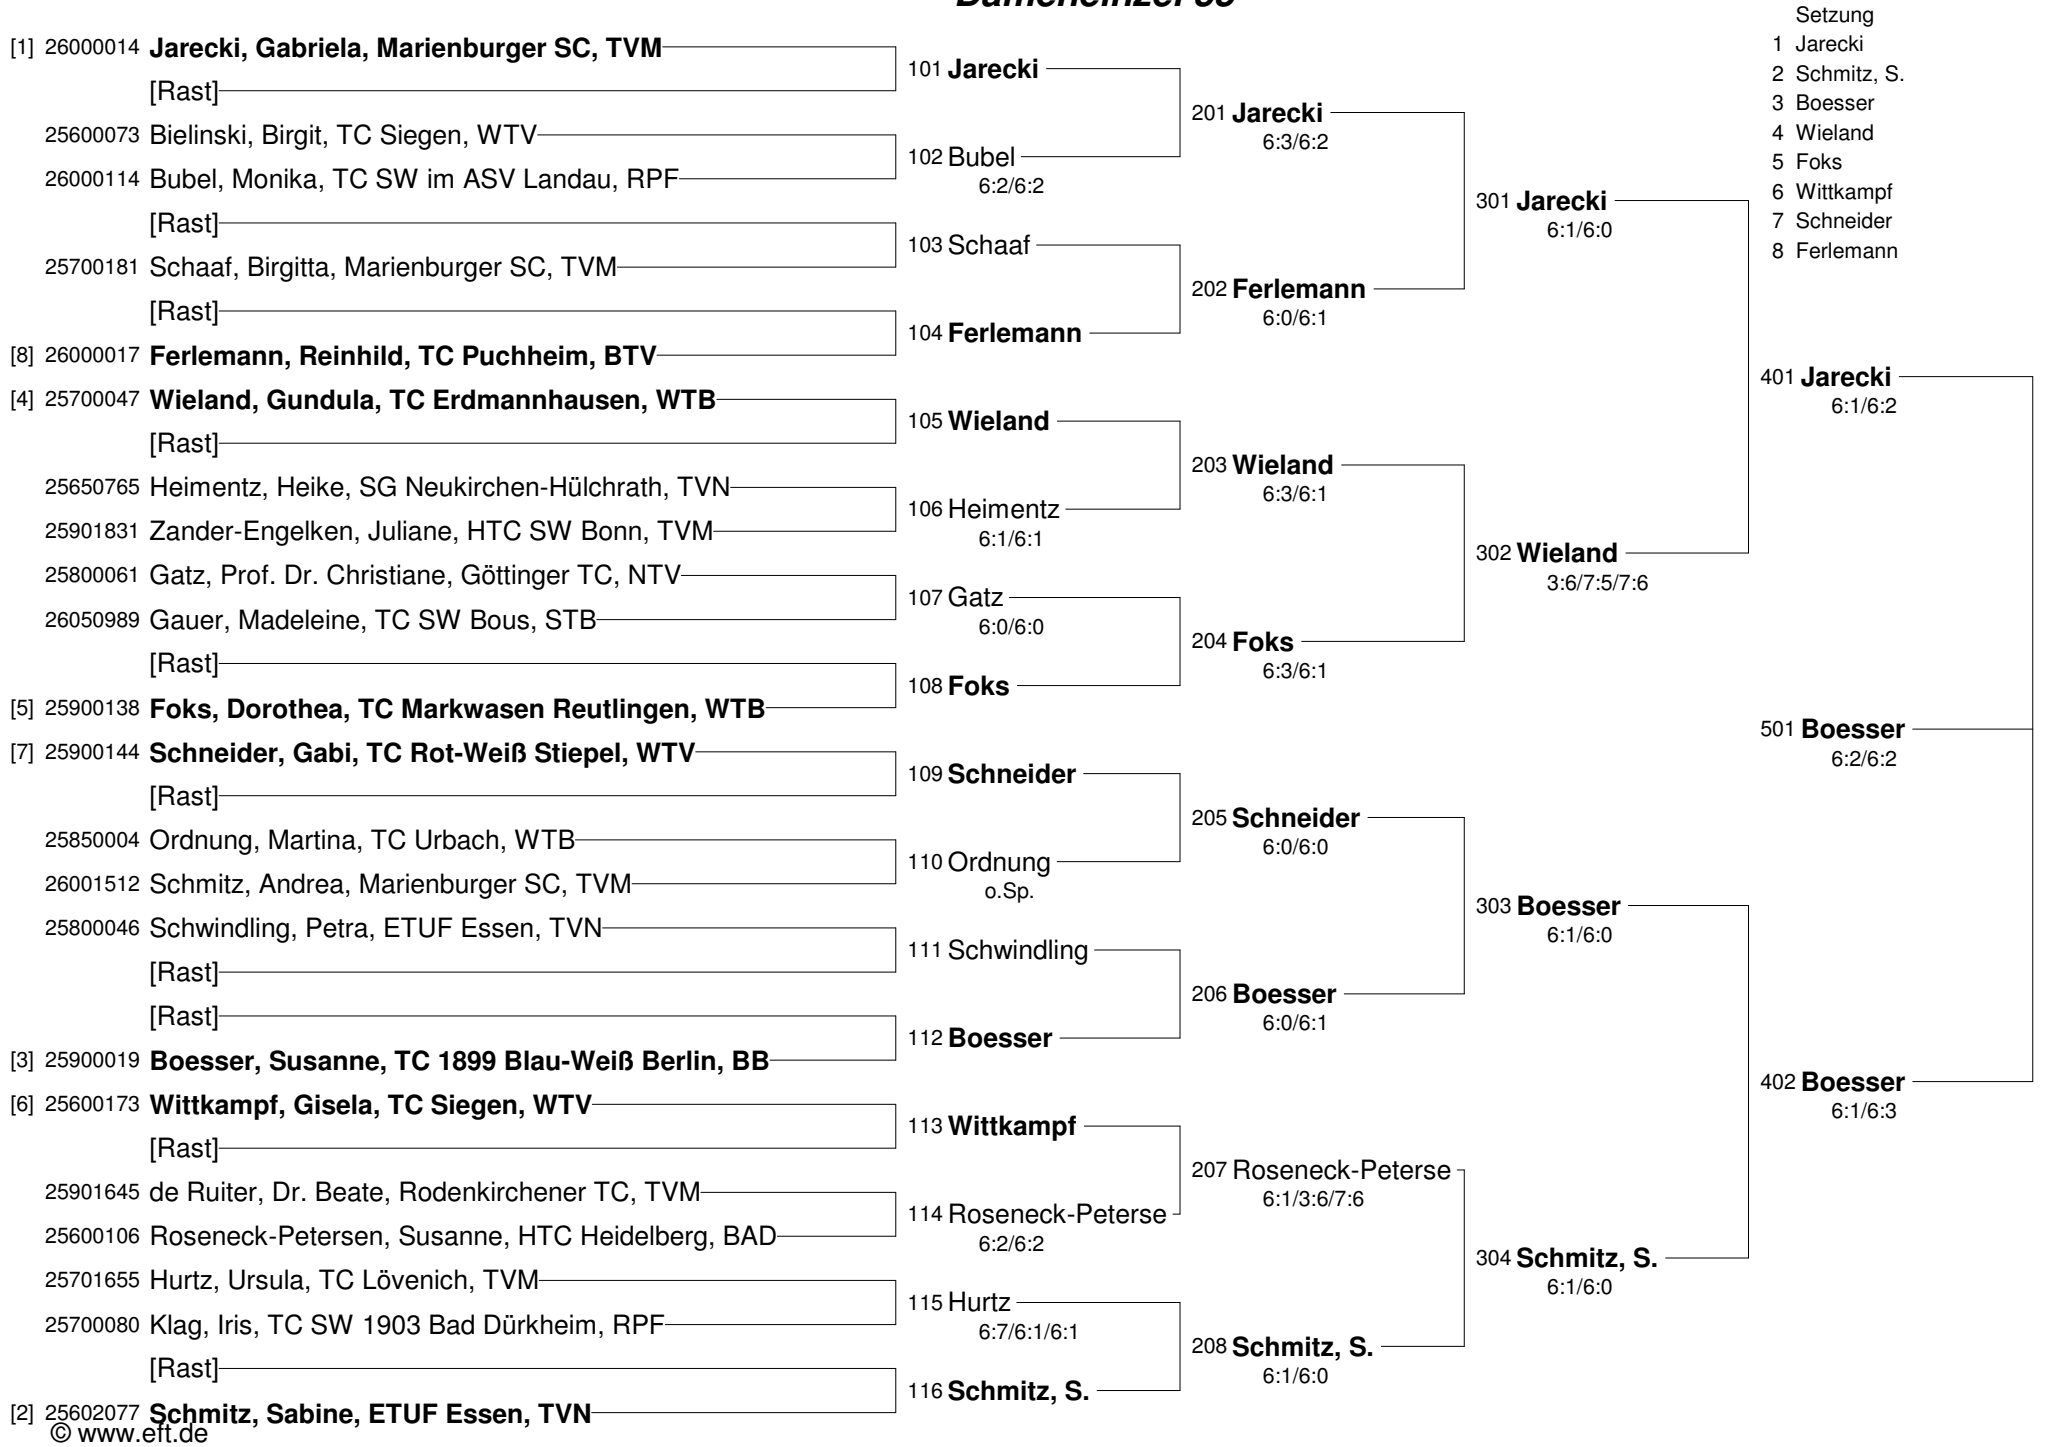 Dameneinzel 55
Setzung
1 Jarecki
2 Schmitz, S.
3 Boesser
4 Wieland
5 Foks
6 Wittkampf
7 Schneider
8 Ferlemann
[1] 26000014 Jarecki, Gabriela, Marienburger SC, TVM
[Rast]
25600073 Bielinski, Birgit, TC Siegen, WTV
26000114 Bubel, Monika, TC SW im ASV Landau, RPF
[Rast]
25700181 Schaaf, Birgitta, Marienburger SC, TVM
[Rast]
[8] 26000017 Ferlemann, Reinhild, TC Puchheim, BTV
[4] 25700047 Wieland, Gundula, TC Erdmannhausen, WTB
[Rast]
25650765 Heimentz, Heike, SG Neukirchen-Hülchrath, TVN
25901831 Zander-Engelken, Juliane, HTC SW Bonn, TVM
25800061 Gatz, Prof. Dr. Christiane, Göttinger TC, NTV
26050989 Gauer, Madeleine, TC SW Bous, STB
[Rast]
[5] 25900138 Foks, Dorothea, TC Markwasen Reutlingen, WTB
[7] 25900144 Schneider, Gabi, TC Rot-Weiß Stiepel, WTV
[Rast]
25850004 Ordnung, Martina, TC Urbach, WTB
26001512 Schmitz, Andrea, Marienburger SC, TVM
25800046 Schwindling, Petra, ETUF Essen, TVN
[Rast]
[Rast]
[3] 25900019 Boesser, Susanne, TC 1899 Blau-Weiß Berlin, BB
[6] 25600173 Wittkampf, Gisela, TC Siegen, WTV
[Rast]
25901645 de Ruiter, Dr. Beate, Rodenkirchener TC, TVM
25600106 Roseneck-Petersen, Susanne, HTC Heidelberg, BAD
25701655 Hurtz, Ursula, TC Lövenich, TVM
25700080 Klag, Iris, TC SW 1903 Bad Dürkheim, RPF
[Rast]
[2] 25602077 Schmitz, Sabine, ETUF Essen, TVN
© www.eft.de
101 Jarecki
102 Bubel
6:2/6:2
103 Schaaf
104 Ferlemann
105 Wieland
106 Heimentz
6:1/6:1
107 Gatz
6:0/6:0
108 Foks
109 Schneider
110 Ordnung
o.Sp.
111 Schwindling
112 Boesser
113 Wittkampf
114 Roseneck-Peterse
6:2/6:2
115 Hurtz
6:7/6:1/6:1
116 Schmitz, S.
201 Jarecki
6:3/6:2
202 Ferlemann
6:0/6:1
203 Wieland
6:3/6:1
204 Foks
6:3/6:1
205 Schneider
6:0/6:0
206 Boesser
6:0/6:1
207 Roseneck-Peterse
6:1/3:6/7:6
208 Schmitz, S.
6:1/6:0
301 Jarecki
6:1/6:0
302 Wieland
3:6/7:5/7:6
303 Boesser
6:1/6:0
304 Schmitz, S.
6:1/6:0
401 Jarecki
6:1/6:2
501 Boesser
6:2/6:2
402 Boesser
6:1/6:3